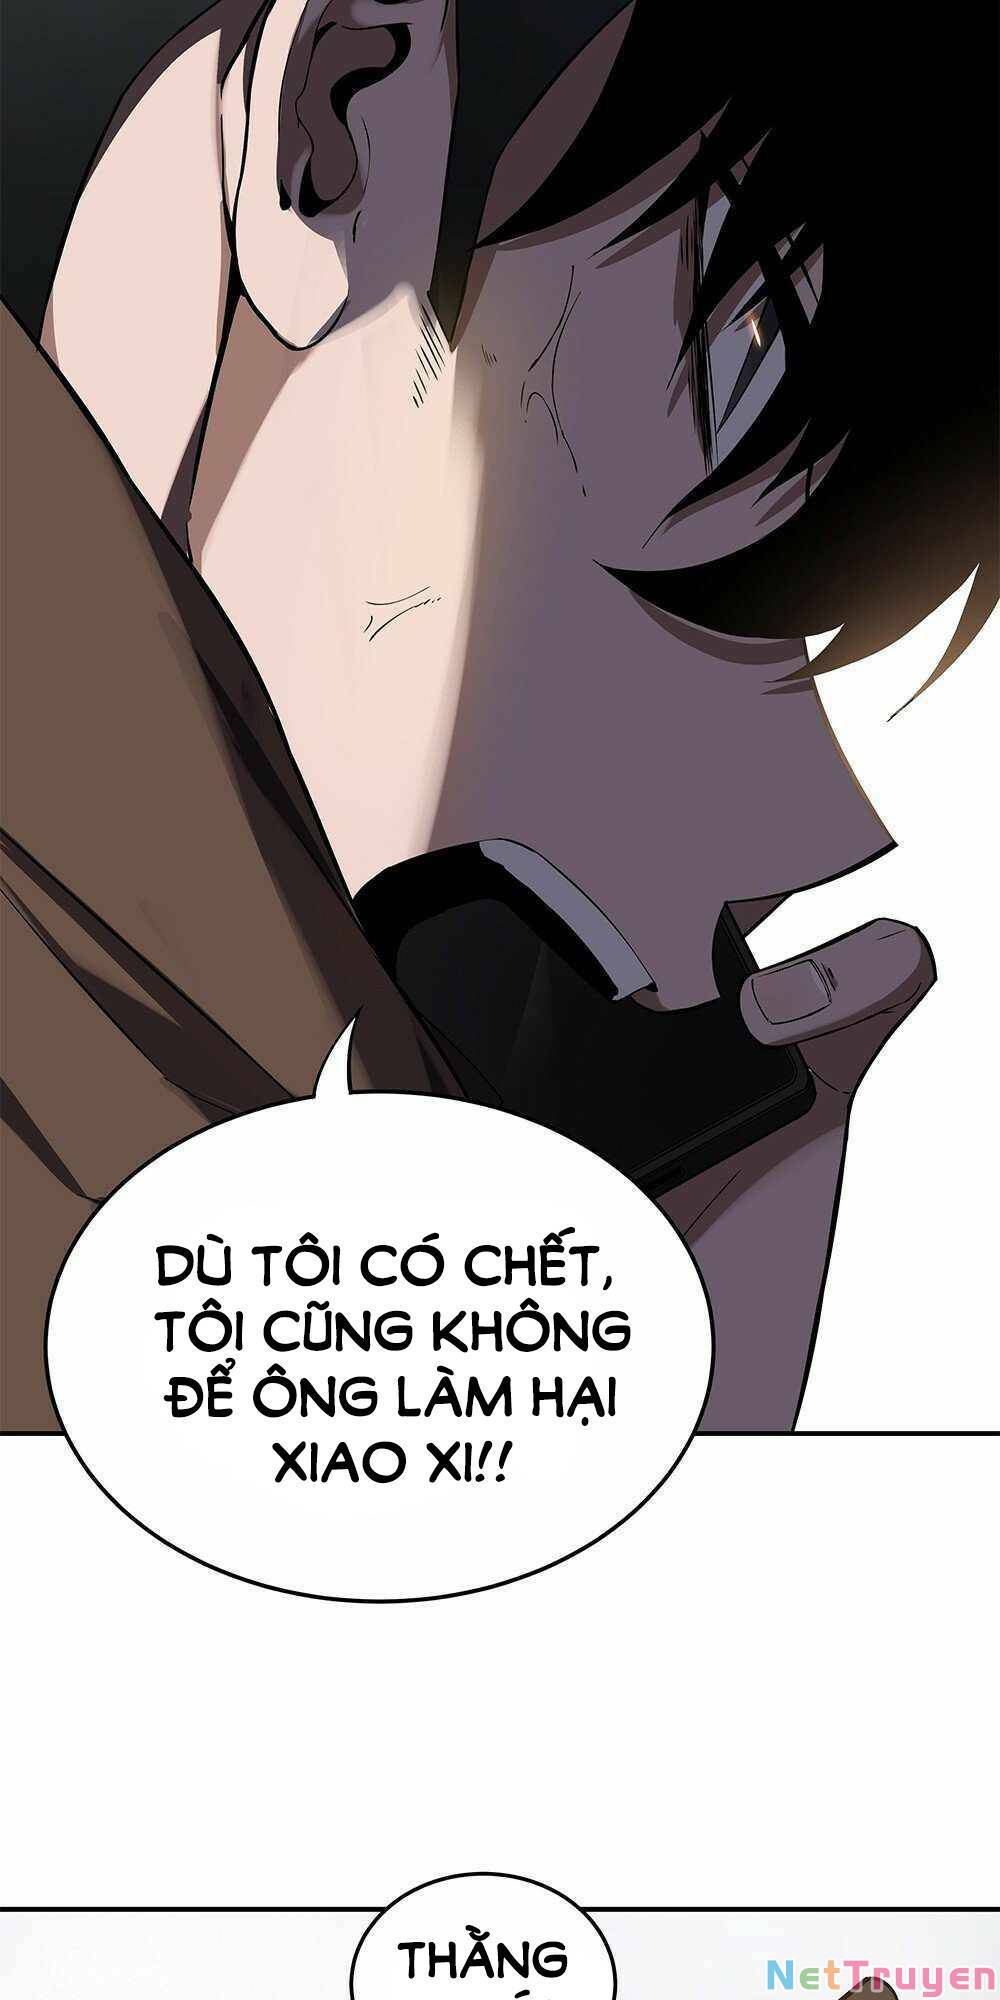 DÙ TÔI CÓ CHẾT,
TÔI CŨNG KHÔNG
ĐỂ ÔNG LÀM HẠI
XIAO XI!!
THẰNG
NetTruyen